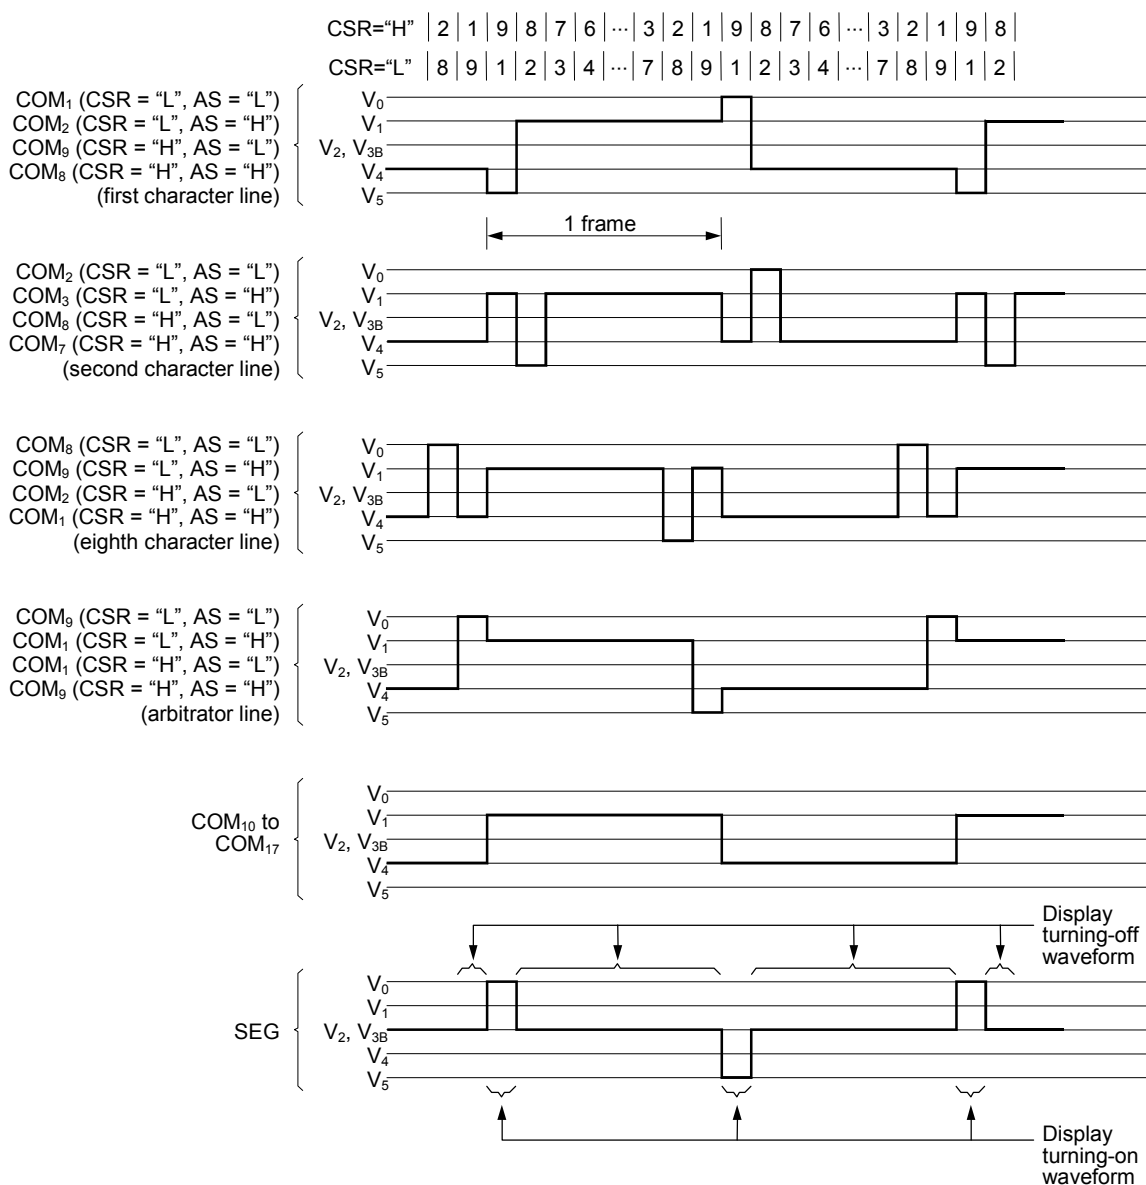 CSR=“H” | 2 | 1 | 9 | 8 | 7 | 6 | ··· | 3 | 2 | 1 | 9 | 8 | 7 | 6 | ··· | 3 | 2 | 1 | 9 | 8 |
CSR=“L” | 8 | 9 | 1 | 2 | 3 | 4 | ··· | 7 | 8 | 9 | 1 | 2 | 3 | 4 | ··· | 7 | 8 | 9 | 1 | 2 |
COM₁ (CSR = “L”, AS = “L”)
COM₂ (CSR = “L”, AS = “H”)
COM₉ (CSR = “H”, AS = “L”)
COM₈ (CSR = “H”, AS = “H”)
(first character line)
V₀
V₁
V₂, V₃B
V₄
V₅
1 frame
COM₂ (CSR = “L”, AS = “L”)
COM₃ (CSR = “L”, AS = “H”)
COM₈ (CSR = “H”, AS = “L”)
COM₇ (CSR = “H”, AS = “H”)
(second character line)
V₀
V₁
V₂, V₃B
V₄
V₅
COM₈ (CSR = “L”, AS = “L”)
COM₉ (CSR = “L”, AS = “H”)
COM₂ (CSR = “H”, AS = “L”)
COM₁ (CSR = “H”, AS = “H”)
(eighth character line)
V₀
V₁
V₂, V₃B
V₄
V₅
COM₉ (CSR = “L”, AS = “L”)
COM₁ (CSR = “L”, AS = “H”)
COM₁ (CSR = “H”, AS = “L”)
COM₉ (CSR = “H”, AS = “H”)
(arbitrator line)
V₀
V₁
V₂, V₃B
V₄
V₅
COM₁₀ to
COM₁₇
V₀
V₁
V₂, V₃B
V₄
V₅
Display
turning-off
waveform
SEG
V₀
V₁
V₂, V₃B
V₄
V₅
Display
turning-on
waveform